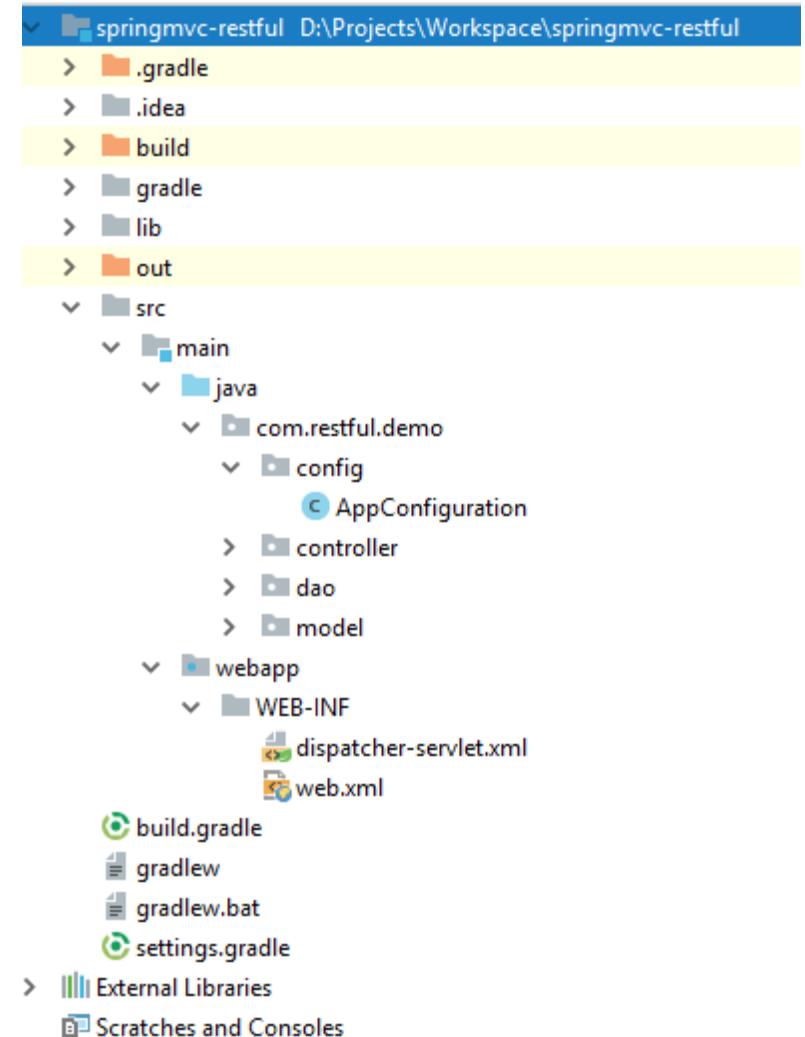 springmvc-restful D:\Projects\Workspace\springmvc-restful
.gradle
.idea
build
gradle
lib
out
src
main
java
com.restful.demo
config
C AppConfiguration
controller
dao
model
webapp
WEB-INF
dispatcher-servlet.xml
web.xml
build.gradle
gradlew
gradlew.bat
settings.gradle
External Libraries
Scratches and Consoles